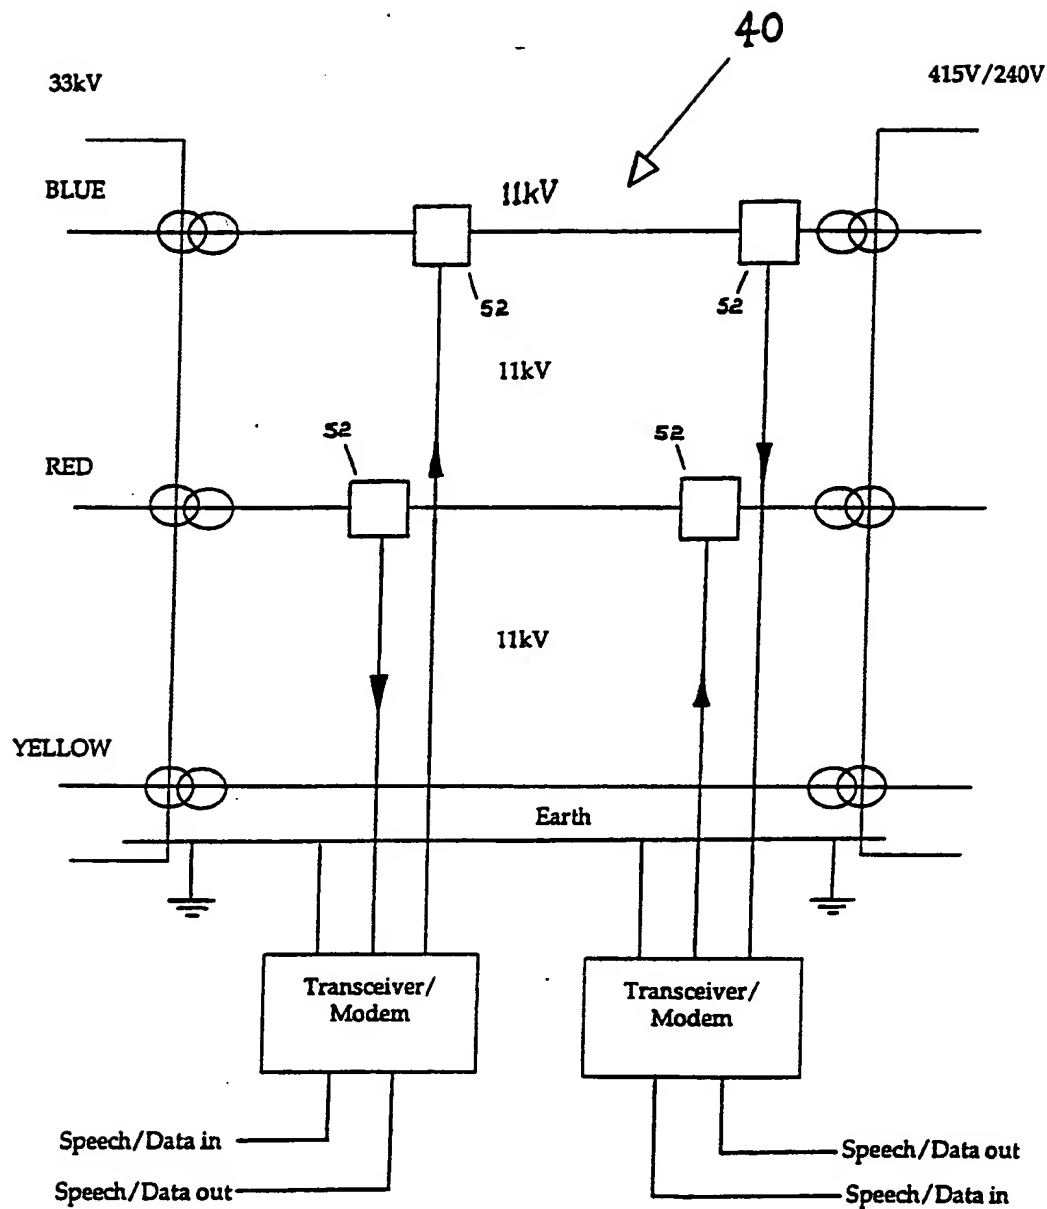 40
33kV
415V/240V
BLUE
11kV
52
52
11kV
52
52
RED
11kV
YELLOW
Earth
Transceiver/
Modem
Transceiver/
Modem
Speech/Data in
Speech/Data out
Speech/Data out
Speech/Data in